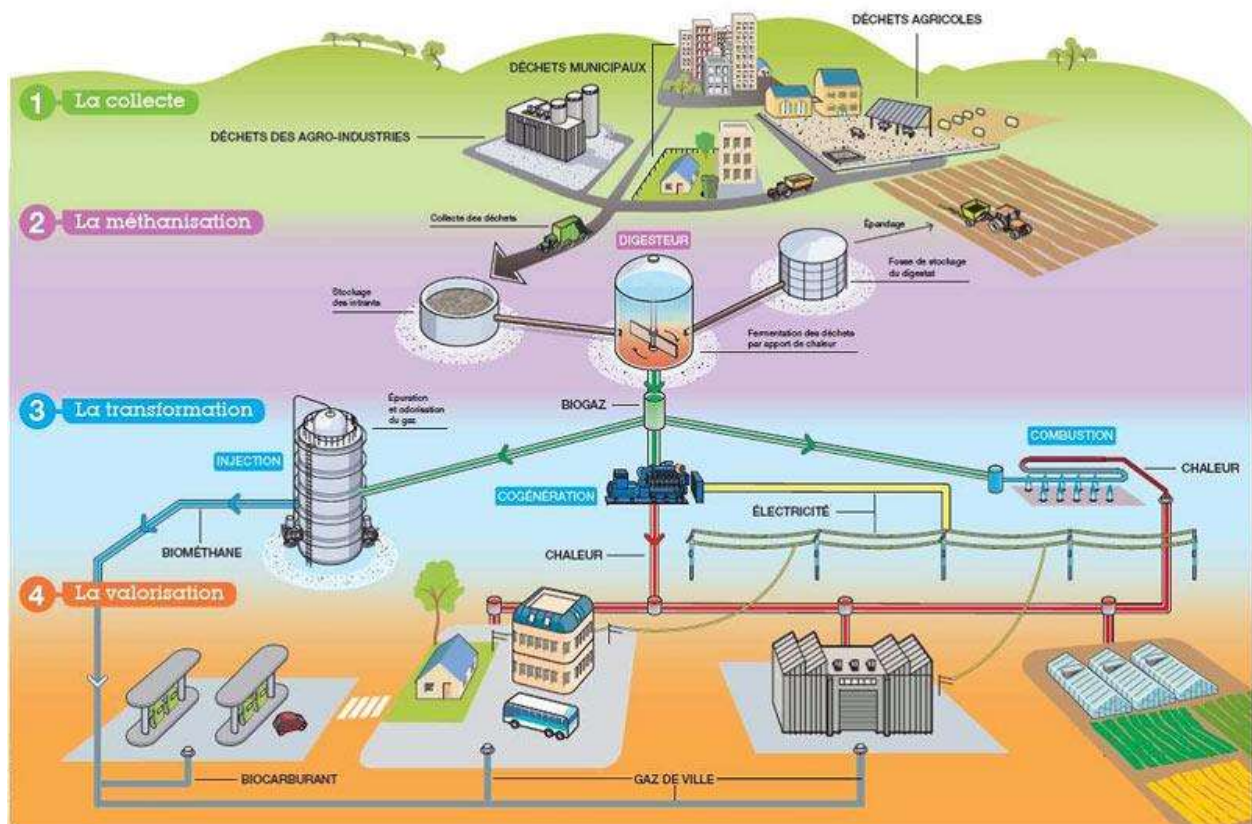 DÉCHETS AGRICOLES
DÉCHETS MUNICIPAUX
1 La collecte
DÉCHETS DES AGRO-INDUSTRIES
2 La méthanisation
Collecte des déchets
DIGESTEUR
Épandage
Fosse de stockage
du digestat
Stockage
des intrants
Fermentation des déchets
par apport de chaleur
3 La transformation
Épuration
et odorisation
du gaz
BIOGAZ
COMBUSTION
INJECTION
CHALEUR
COGÉNÉRATION
ÉLECTRICITÉ
BIOMÉTHANE
CHALEUR
4 La valorisation
BIOCARBURANT
GAZ DE VILLE